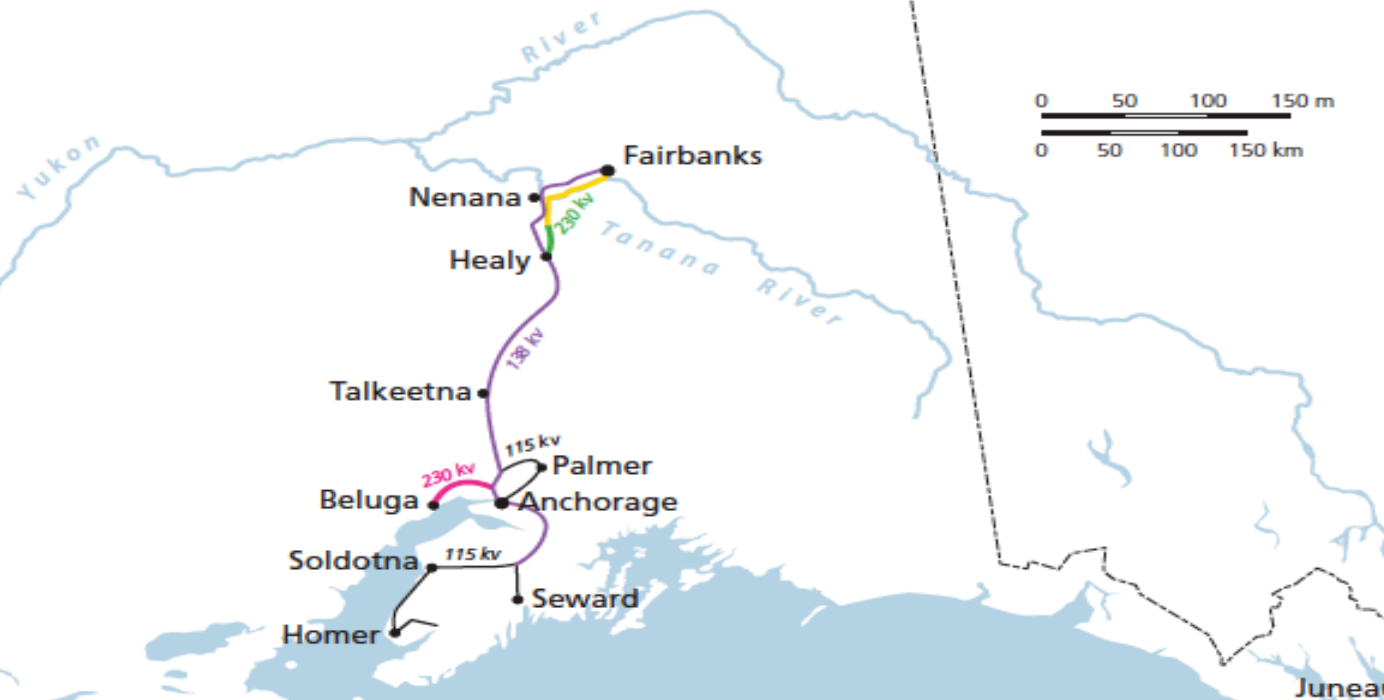 River
0 50 100 150 m
0 50 100 150 km
Yukon
Fairbanks
Nenana
230 kv
Tanana River
Healy
138 kv
Talkeetna
115 kv
Palmer
230 kv
Beluga
Anchorage
Soldotna
115 kv
Seward
Homer